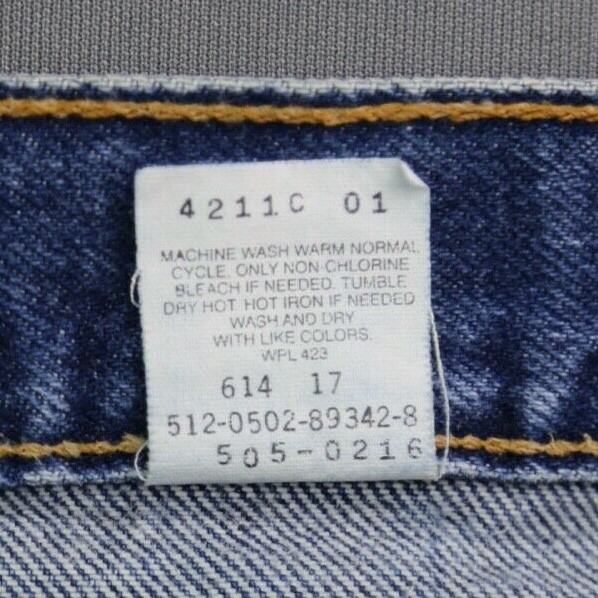 4211C 01
MACHINE WASH WARM NORMAL
CYCLE. ONLY NON-CHLORINE
BLEACH IF NEEDED. TUMBLE
DRY HOT. HOT IRON IF NEEDED
WASH AND DRY
WITH LIKE COLORS.
WPL 423
614 17
512-0502-89342-8
505-0216